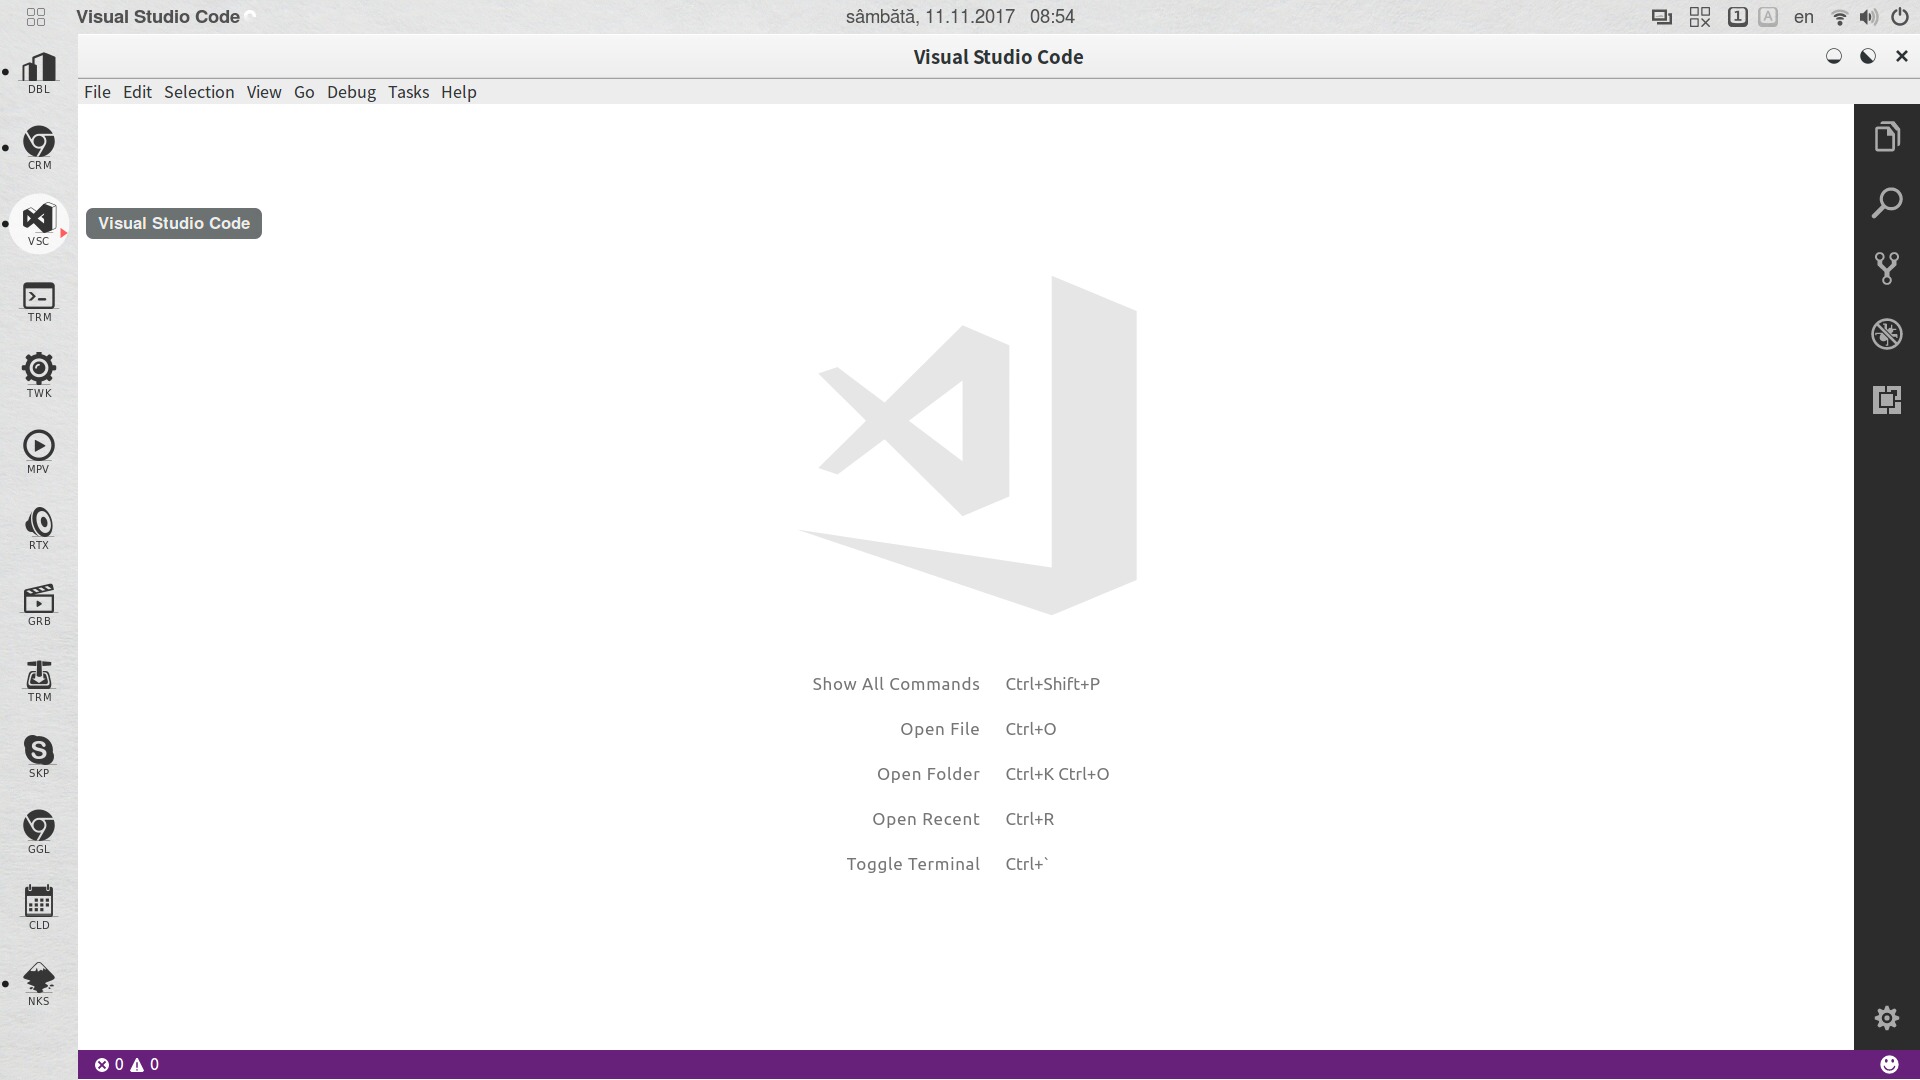 Visual Studio Code
sâmbătă, 11.11.2017 08:54
1
A
en
Visual Studio Code
File Edit Selection View Go Debug Tasks Help
DBL
CRM
VSC
Visual Studio Code
TRM
TWK
MPV
RTX
GRB
TRM
S
SKP
GGL
CLD
NKS
Show All Commands Ctrl+Shift+P
Open File Ctrl+O
Open Folder Ctrl+K Ctrl+O
Open Recent Ctrl+R
Toggle Terminal Ctrl+`
0 0